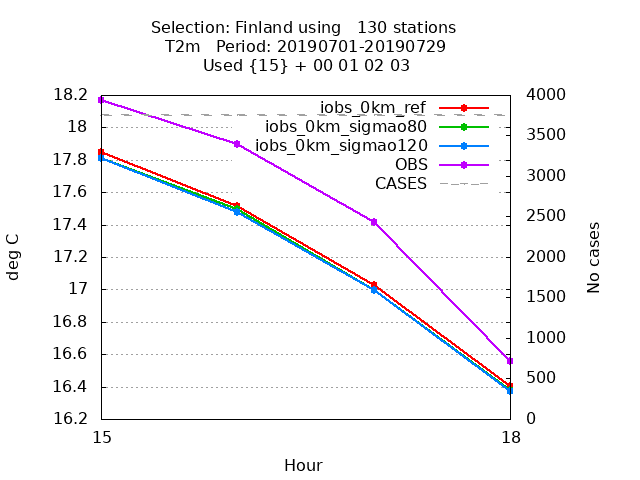 Selection: Finland using   130 stations
T2m   Period: 20190701-20190729
Used {15} + 00 01 02 03
18.2
18
17.8
17.6
17.4
17.2
17
16.8
16.6
16.4
16.2
4000
3500
3000
2500
2000
1500
1000
500
0
iobs_0km_ref
iobs_0km_sigmao80
iobs_0km_sigmao120
OBS
CASES
deg C
No cases
15
18
Hour